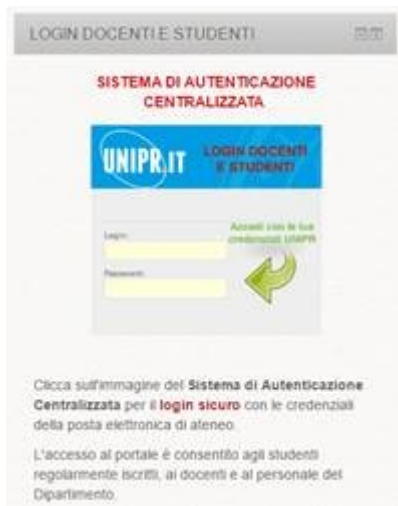 LOGIN DOCENTI E STUDENTI
SISTEMA DI AUTENTICAZIONE
CENTRALIZZATA
UNIPR.IT
LOGIN DOCENTI
E STUDENTI
Login:
Accedi con le tue
credenziali UNIPR
Password:
Clicca sull'immagine del Sistema di Autenticazione
Centralizzata per il login sicuro con le credenziali
della posta elettronica di ateneo.
L'accesso al portale è consentito agli studenti
regolarmente iscritti, ai docenti e al personale del
Dipartimento.